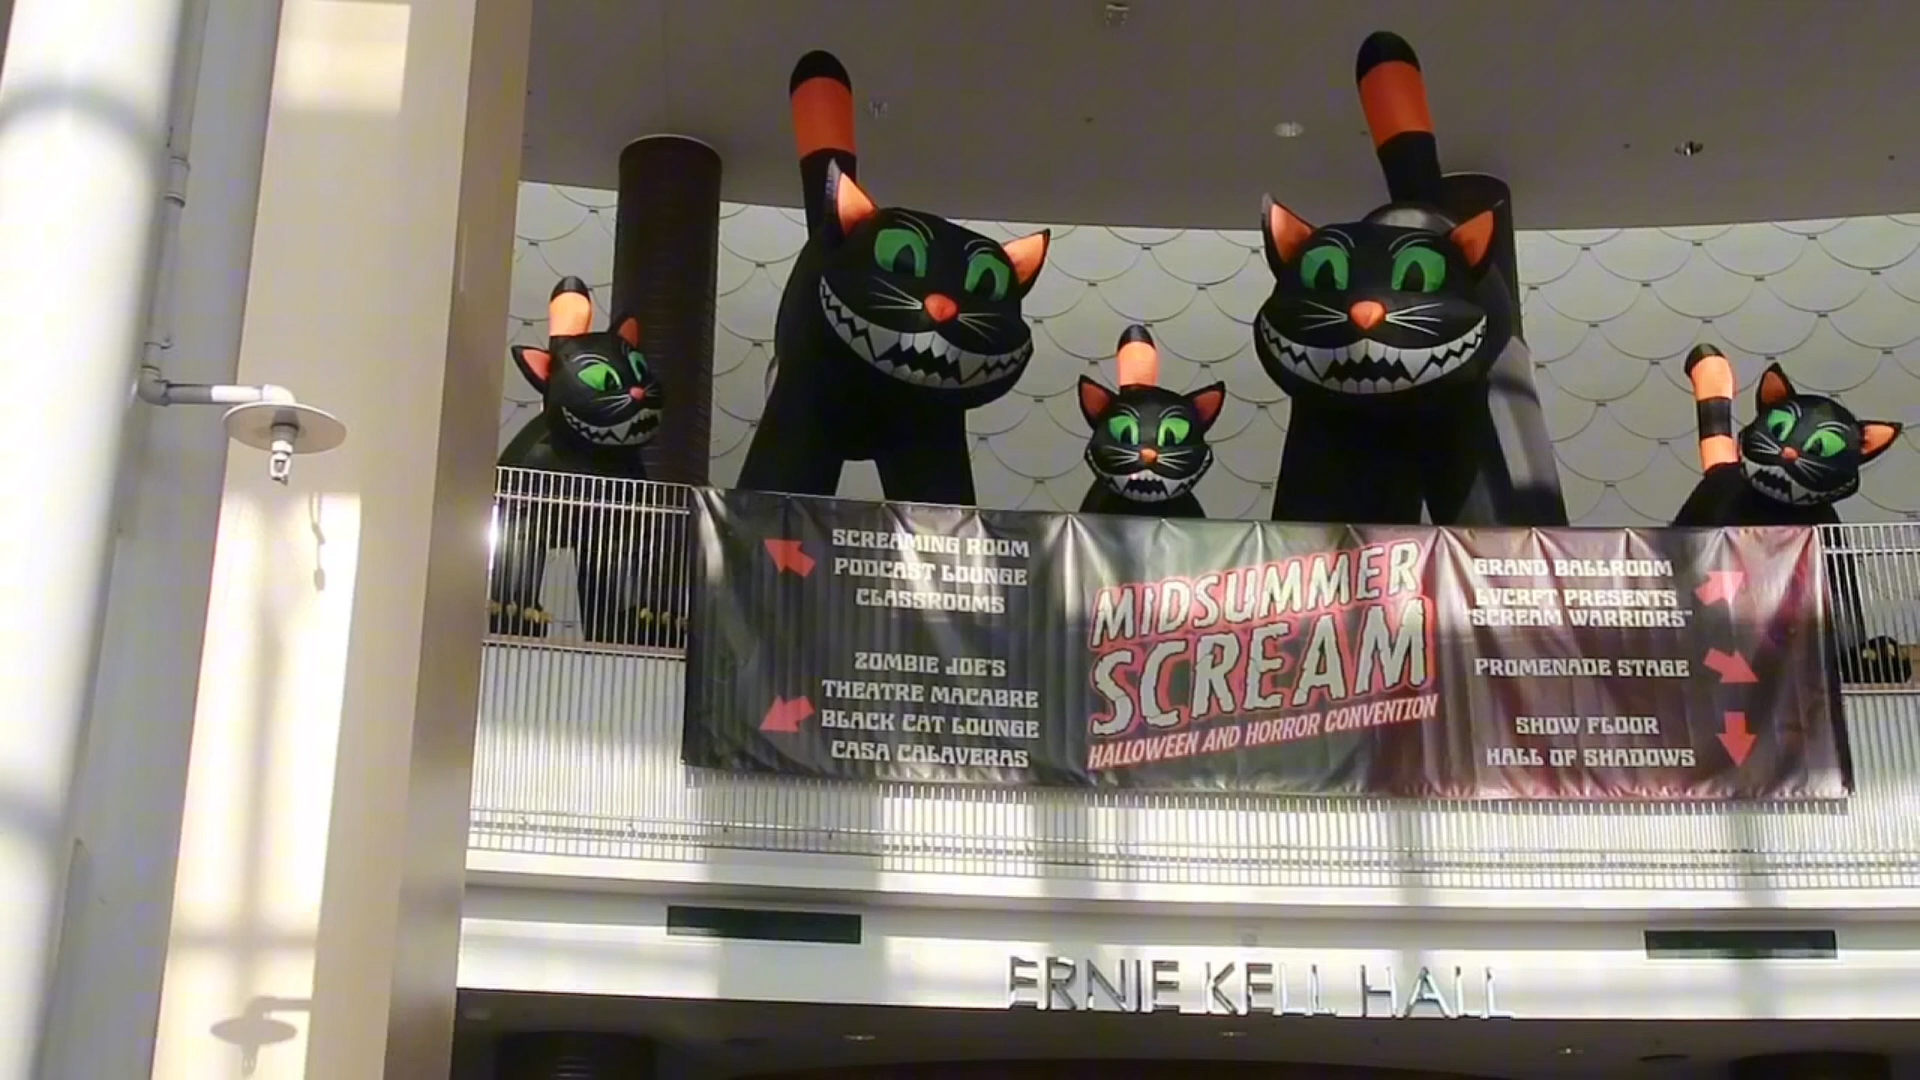 SCREAMING ROOM
PODCAST LOUNGE
CLASSROOMS
ZOMBIE JOE'S
THEATRE MACABRE
BLACK CAT LOUNGE
CASA CALAVERAS
MIDSUMMER
SCREAM
HALLOWEEN AND HORROR CONVENTION
GRAND BALLROOM
LVCRFT PRESENTS
"SCREAM WARRIORS"
PROMENADE STAGE
SHOW FLOOR
HALL OF SHADOWS
ERNIE KELL HALL